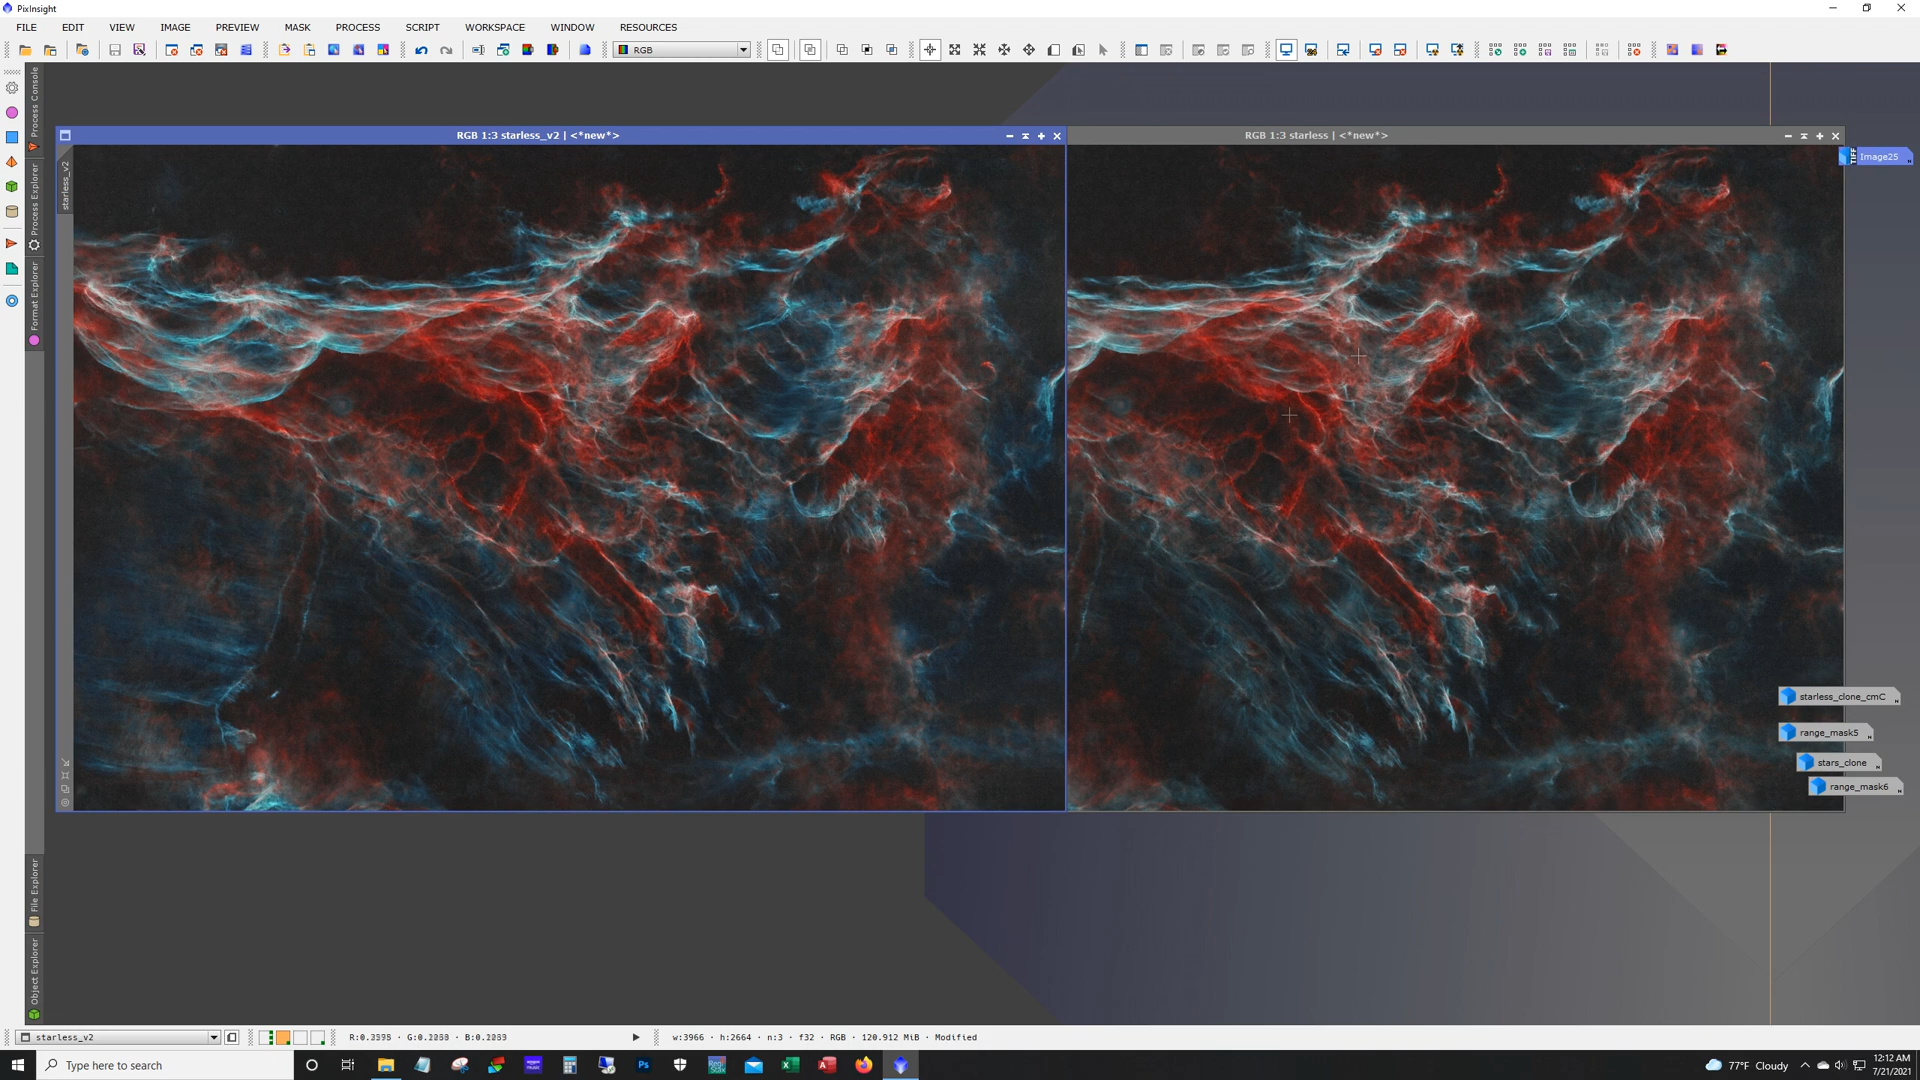 PixInsight
FILE EDIT VIEW IMAGE PREVIEW MASK PROCESS SCRIPT WORKSPACE WINDOW RESOURCES
RGB
Process Console
Process Explorer
Format Explorer
File Explorer
Object Explorer
RGB 1:3 starless_v2 | <*new*>
starless_v2
RGB 1:3 starless | <*new*>
TIFF
Image25
starless_clone_cmC
range_mask5
stars_clone
range_mask6
starless_v2
w:3966 · h:2664 · n:3 · f32 · RGB · 120.912 MiB · Modified
Type here to search
Ps
77°F Cloudy
12:12 AM
7/21/2021